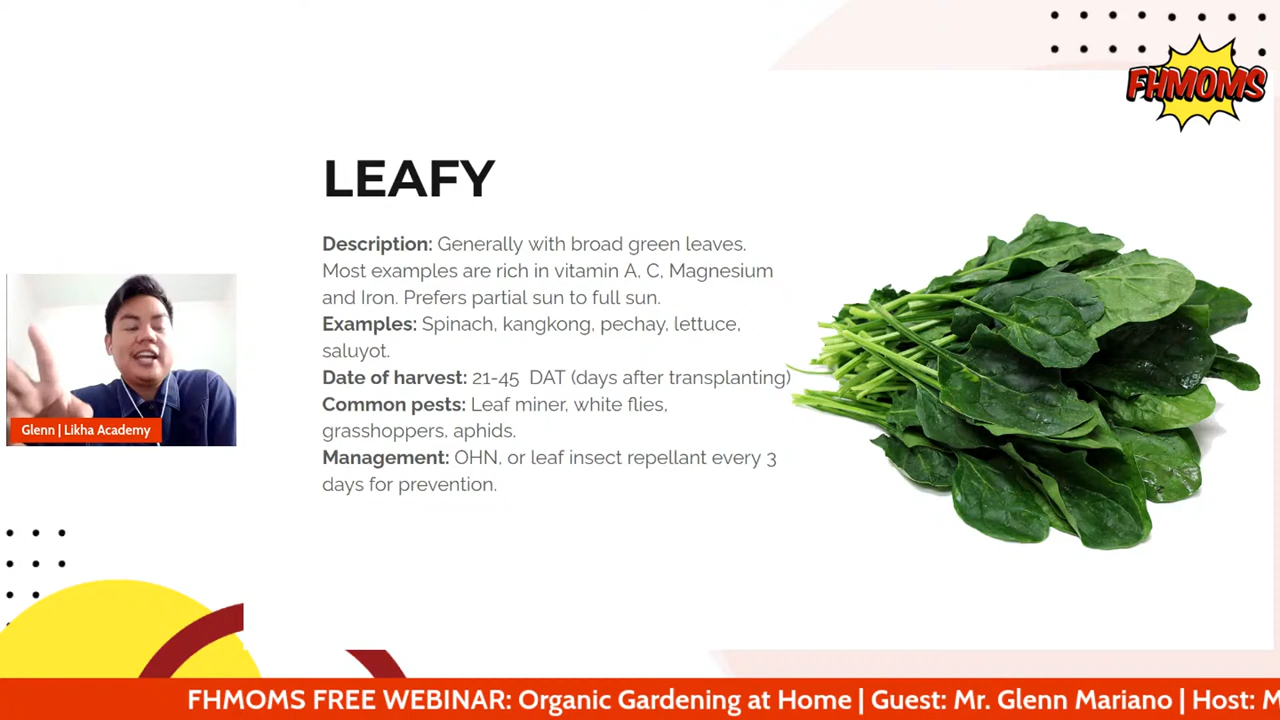 FHMOMS
LEAFY
Description: Generally with broad green leaves.
Most examples are rich in vitamin A, C, Magnesium
and Iron. Prefers partial sun to full sun.
Examples: Spinach, kangkong, pechay, lettuce,
saluyot.
Date of harvest: 21-45 DAT (days after transplanting)
Common pests: Leaf miner, white flies,
grasshoppers, aphids.
Management: OHN, or leaf insect repellant every 3
days for prevention.
Glenn | Likha Academy
FHMOMS FREE WEBINAR: Organic Gardening at Home | Guest: Mr. Glenn Mariano | Host: M